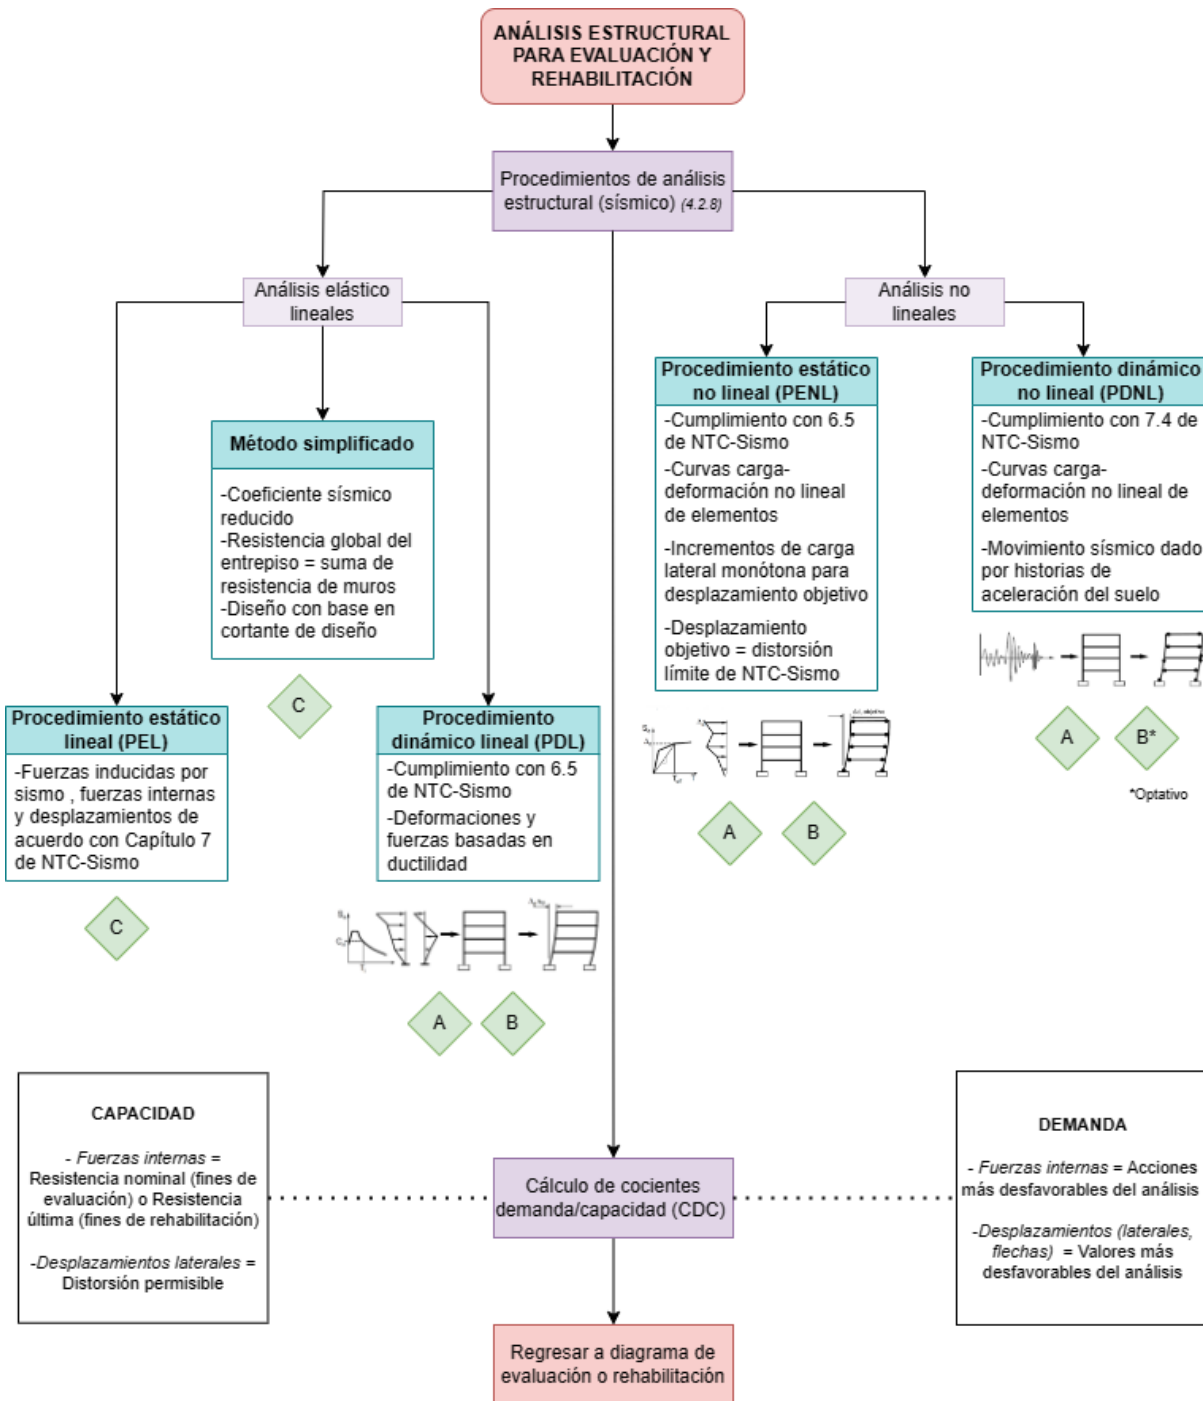 ANÁLISIS ESTRUCTURAL
PARA EVALUACIÓN Y
REHABILITACIÓN
Procedimientos de análisis
estructural (sísmico) (4.2.8)
Análisis elástico
lineales
Análisis no
lineales
Procedimiento estático
no lineal (PENL)
-Cumplimiento con 6.5
de NTC-Sismo
-Curvas carga-
deformación no lineal
de elementos
-Incrementos de carga
lateral monótona para
desplazamiento objetivo
-Desplazamiento
objetivo = distorsión
límite de NTC-Sismo
A
B
Procedimiento dinámico
no lineal (PDNL)
-Cumplimiento con 7.4 de
NTC-Sismo
-Curvas carga-
deformación no lineal de
elementos
-Movimiento sísmico dado
por historias de
aceleración del suelo
A
B*
*Optativo
Método simplificado
-Coeficiente sísmico
reducido
-Resistencia global del
entrepiso = suma de
resistencia de muros
-Diseño con base en
cortante de diseño
C
Procedimiento estático
lineal (PEL)
-Fuerzas inducidas por
sismo , fuerzas internas
y desplazamientos de
acuerdo con Capítulo 7
de NTC-Sismo
C
Procedimiento
dinámico lineal (PDL)
-Cumplimiento con 6.5
de NTC-Sismo
-Deformaciones y
fuerzas basadas en
ductilidad
A
B
CAPACIDAD
- Fuerzas internas =
Resistencia nominal (fines de
evaluación) o Resistencia
última (fines de rehabilitación)
-Desplazamientos laterales =
Distorsión permisible
Cálculo de cocientes
demanda/capacidad (CDC)
DEMANDA
- Fuerzas internas = Acciones
más desfavorables del análisis
-Desplazamientos (laterales,
flechas) = Valores más
desfavorables del análisis
Regresar a diagrama de
evaluación o rehabilitación